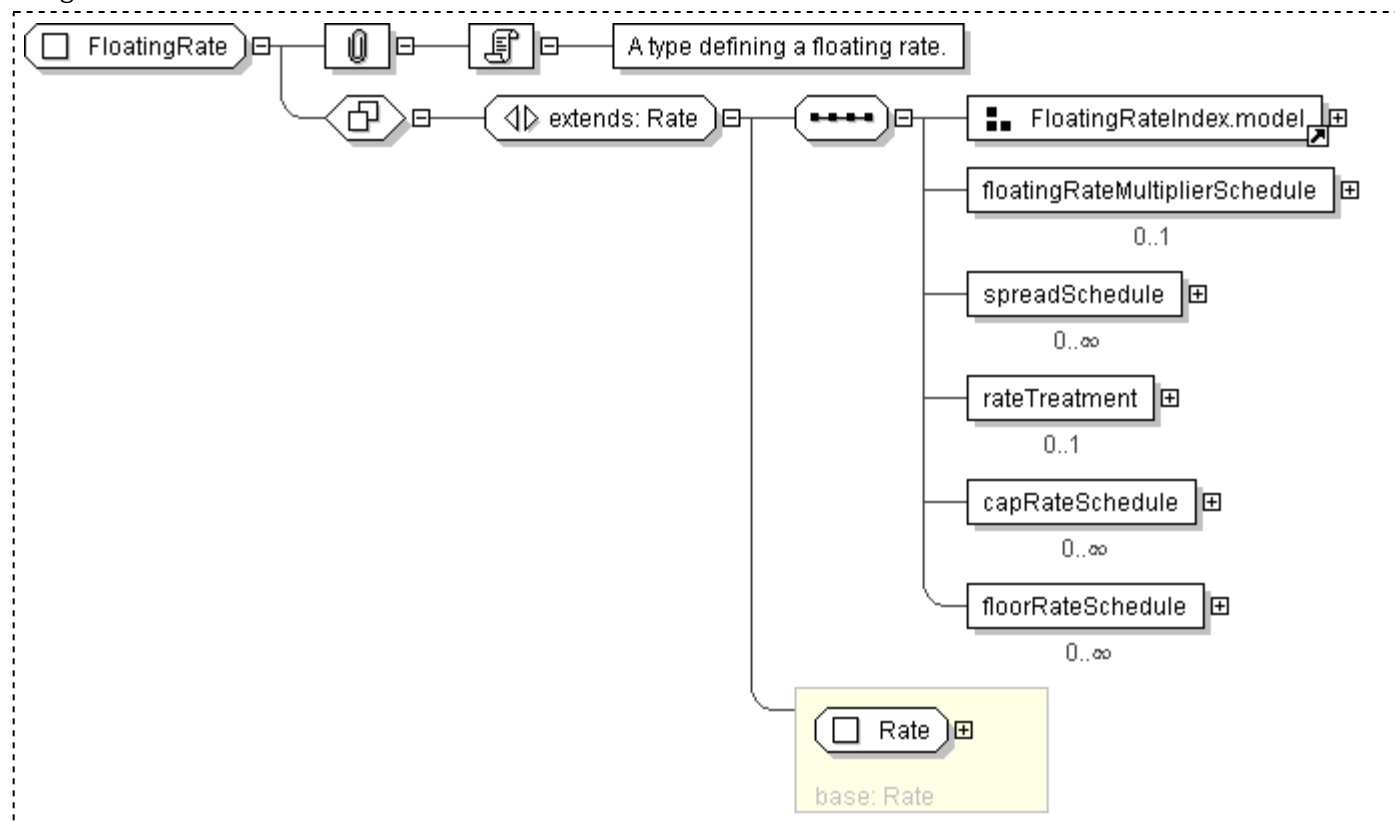 FloatingRate
A type defining a floating rate.
extends: Rate
FloatingRateIndex.model
floatingRateMultiplierSchedule
0..1
spreadSchedule
0..∞
rateTreatment
0..1
capRateSchedule
0..∞
floorRateSchedule
0..∞
Rate
base: Rate